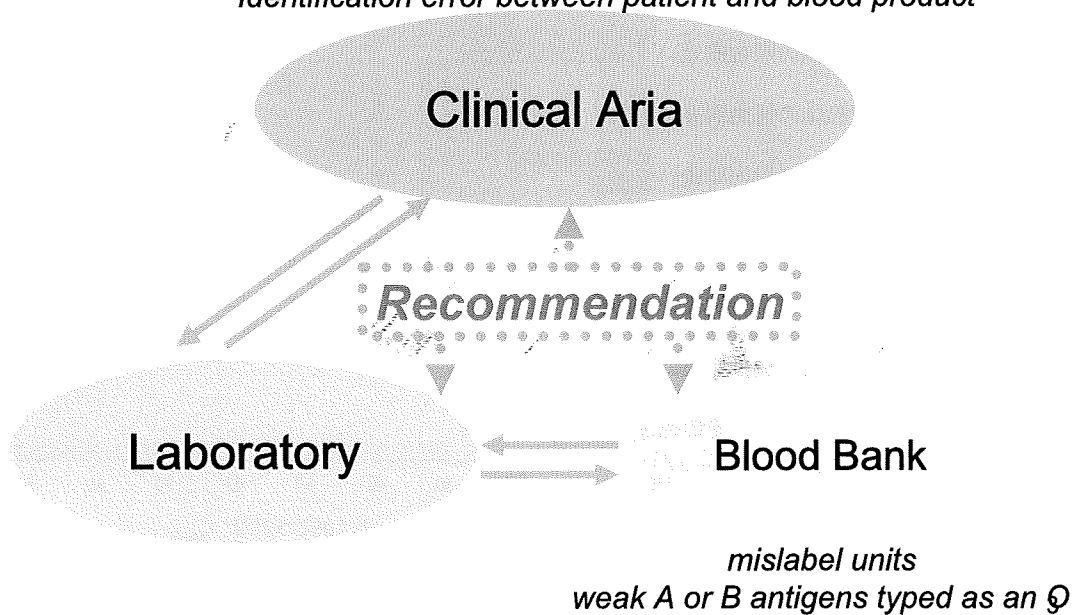 Identification error between patient and blood product
Clinical Aria
Recommendation
Laboratory
Blood Bank
mislabel units
weak A or B antigens typed as an O